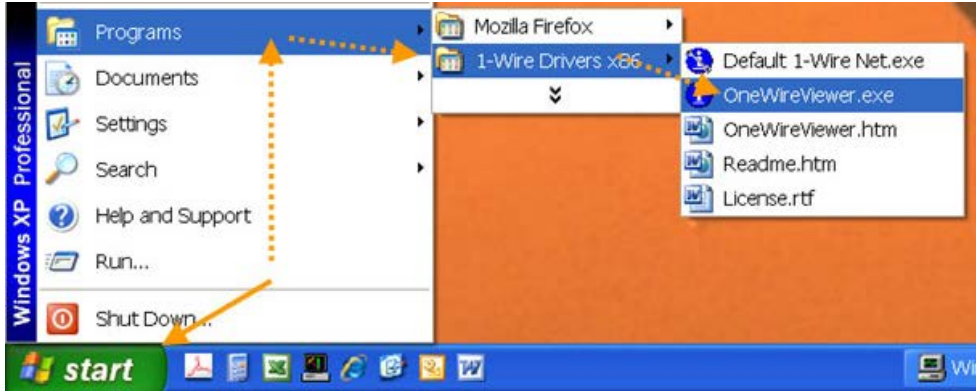 Programs
Documents
Settings
Search
Help and Support
Run...
Shut Down...
Windows XP Professional
start
Mozilla Firefox
1-Wire Drivers x86
Default 1-Wire Net.exe
OneWireViewer.exe
OneWireViewer.htm
Readme.htm
License.rtf
Wi